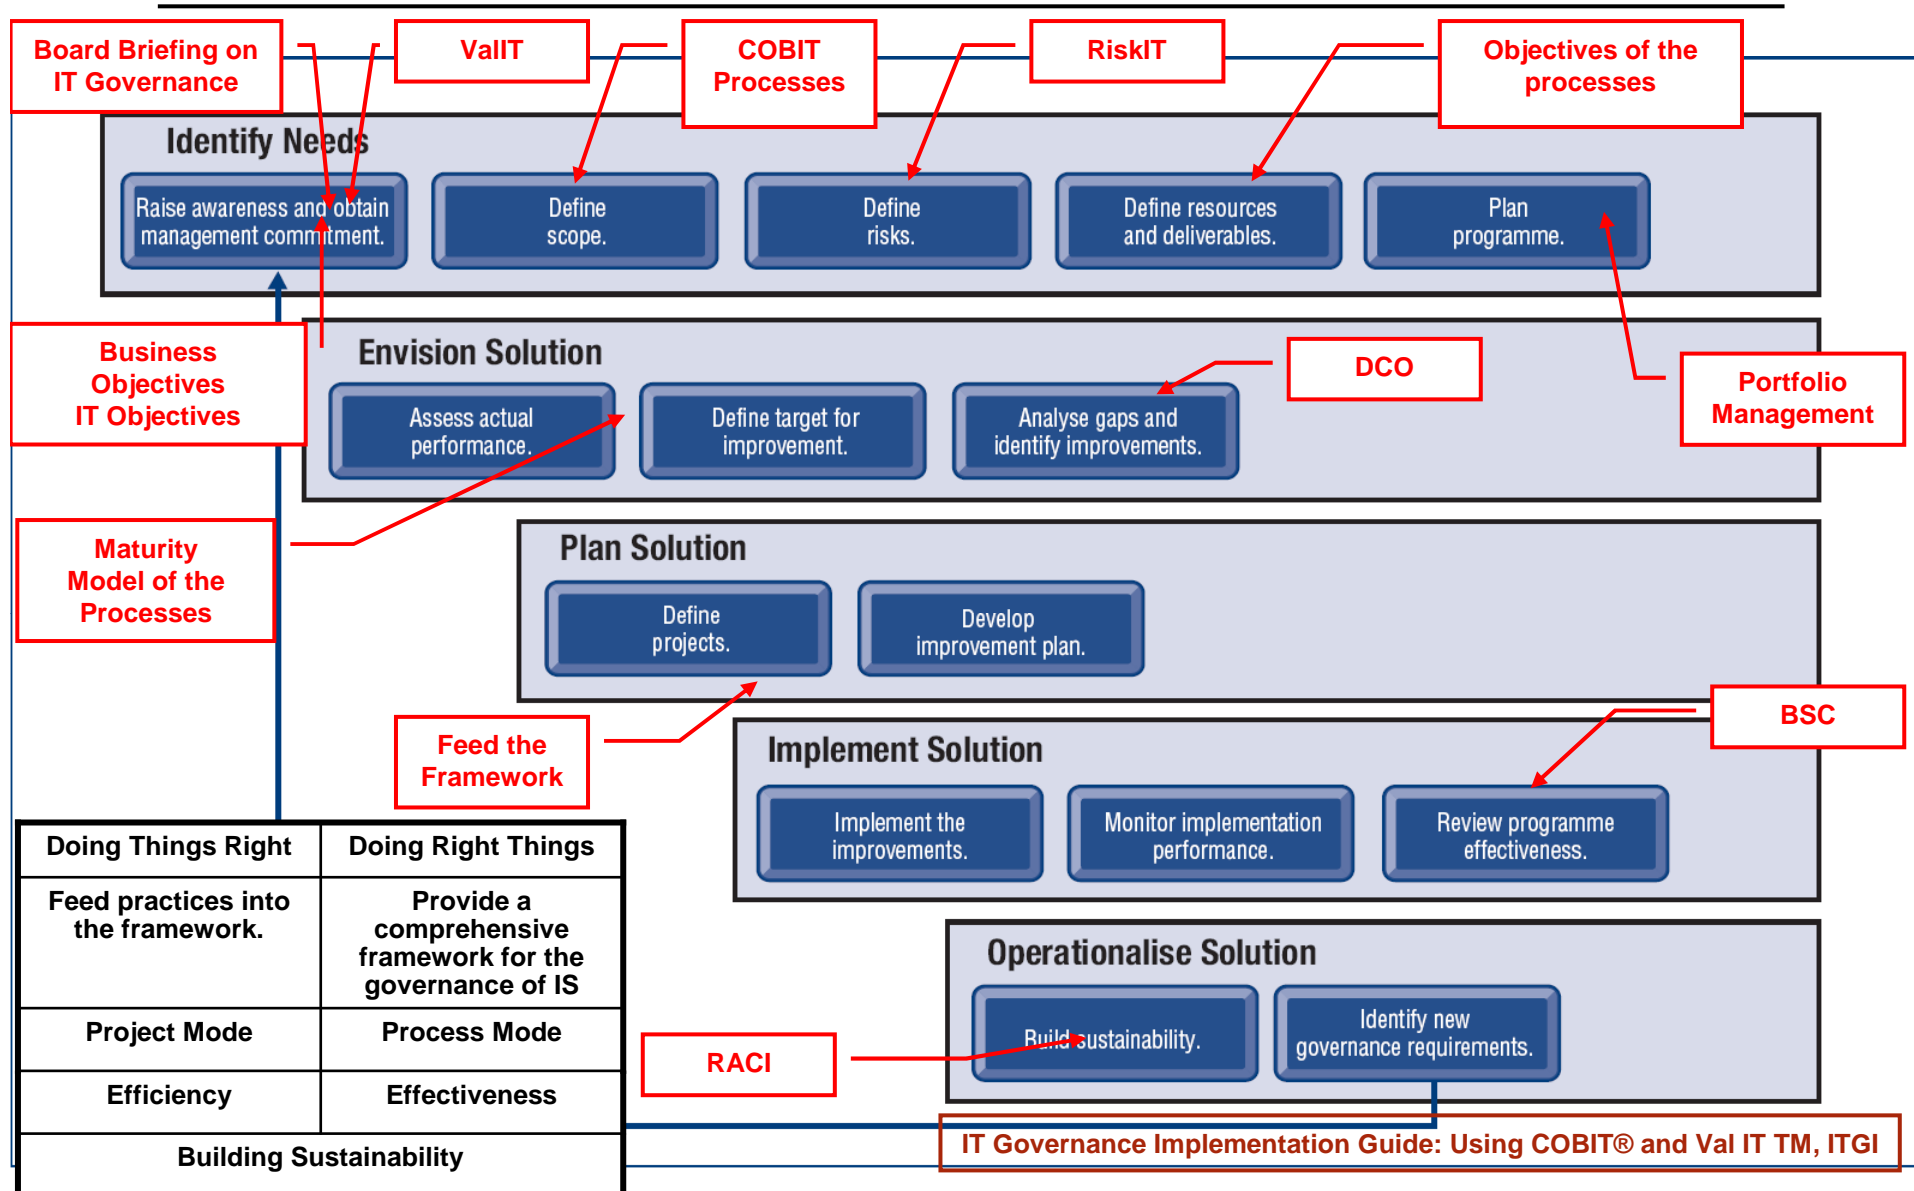 Board Briefing on
IT Governance
ValIT
COBIT
Processes
RiskIT
Objectives of the
processes
Identify Needs
Raise awareness and obtain
management commitment.
Define
scope.
Define
risks.
Define resources
and deliverables.
Plan
programme.
Business
Objectives
IT Objectives
Envision Solution
DCO
Portfolio
Management
Assess actual
performance.
Define target for
improvement.
Analyse gaps and
identify improvements.
Maturity
Model of the
Processes
Plan Solution
Define
projects.
Develop
improvement plan.
Feed the
Framework
BSC
Implement Solution
Implement the
improvements.
Monitor implementation
performance.
Review programme
effectiveness.
Doing Things Right
Doing Right Things
Feed practices into
the framework.
Provide a
comprehensive
framework for the
governance of IS
Project Mode
Process Mode
Efficiency
Effectiveness
Building Sustainability
Operationalise Solution
RACI
Build sustainability.
Identify new
governance requirements.
IT Governance Implementation Guide: Using COBIT® and Val IT TM, ITGI